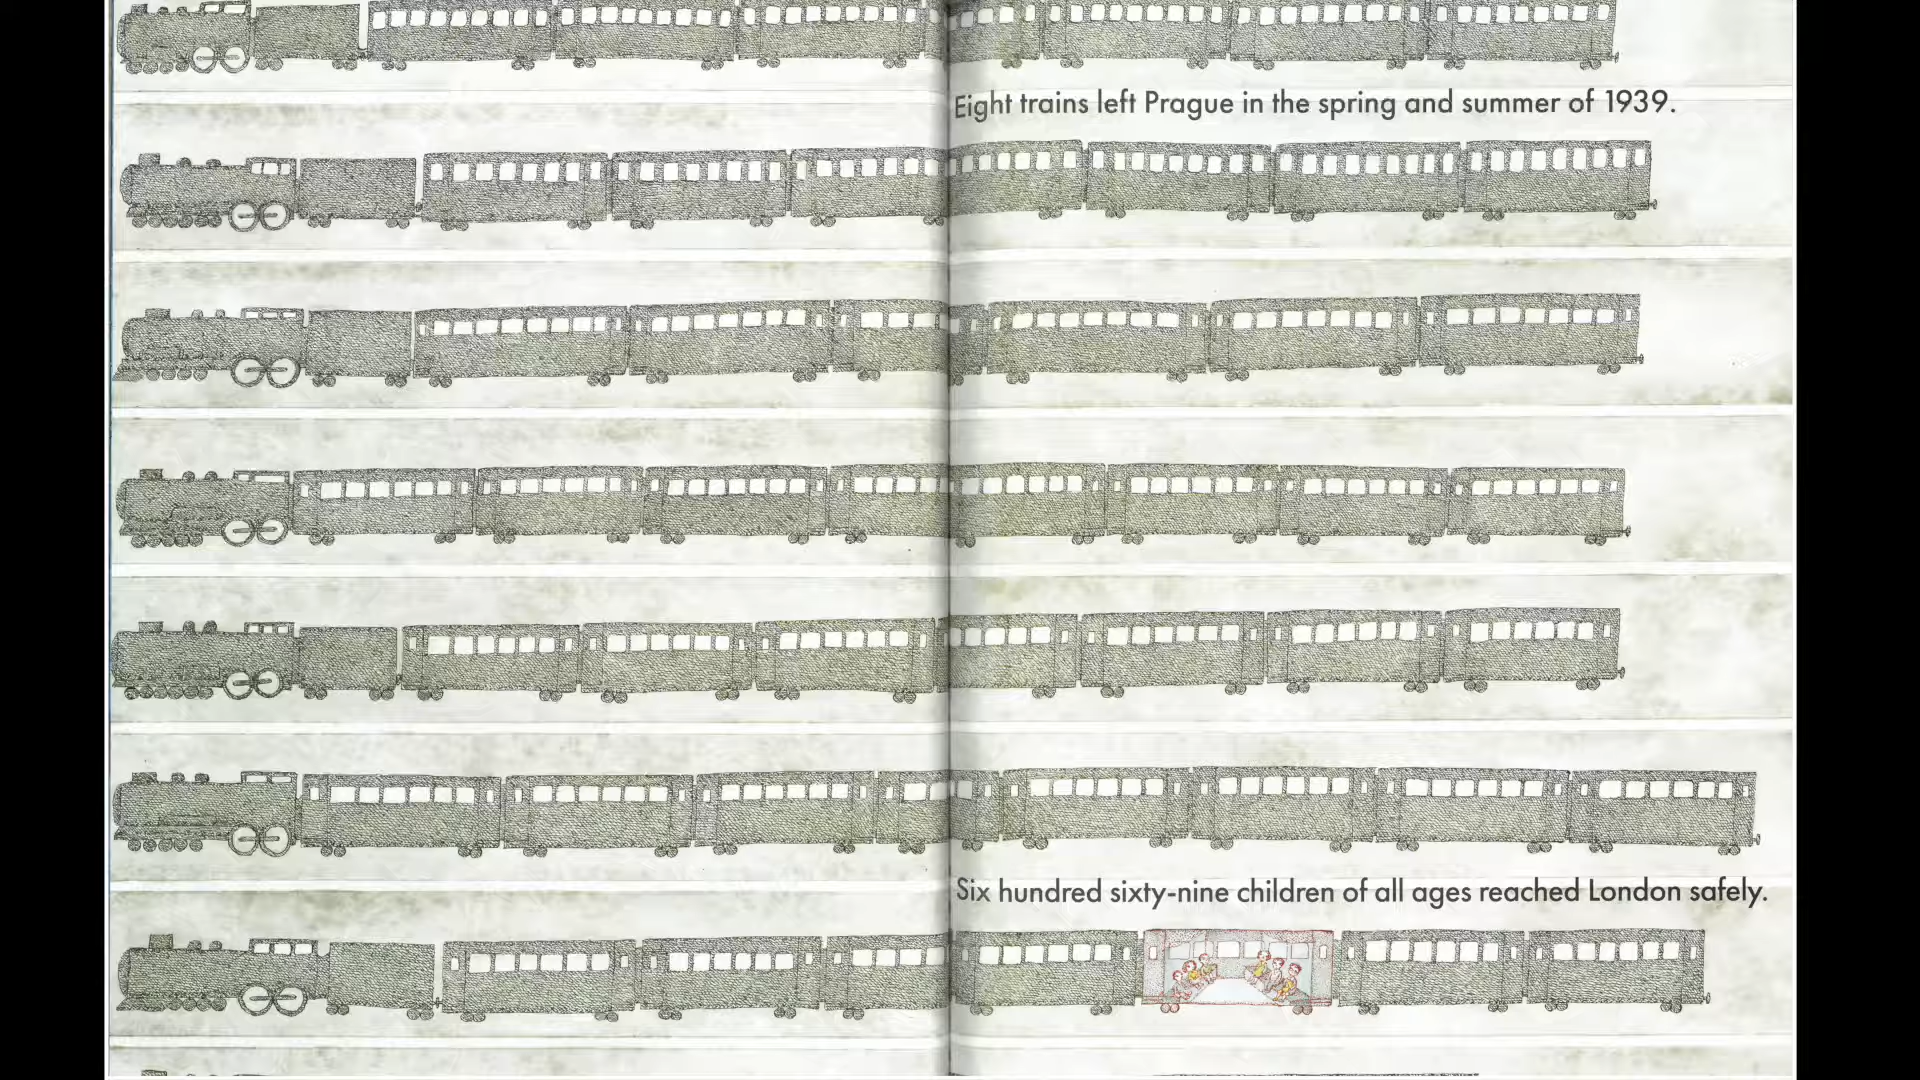 Eight trains left Prague in the spring and summer of 1939.
Six hundred sixty-nine children of all ages reached London safely.